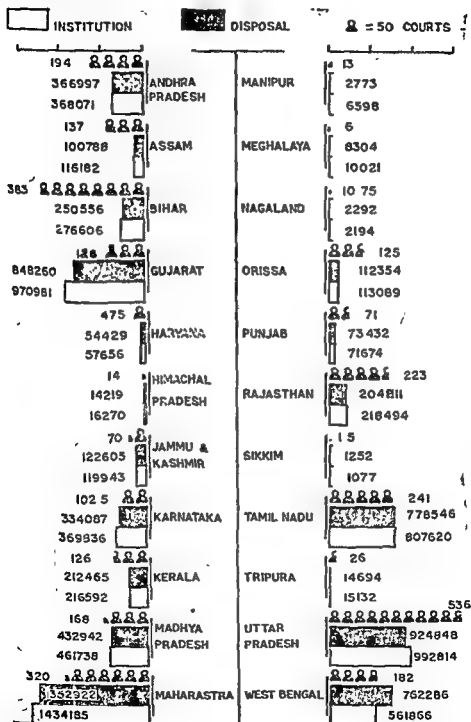 INSTITUTION DISPOSAL = 50 COURTS
194
366997
368071
ANDHRA
PRADESH
137
100788
116182
ASSAM
383
250556
276606
BIHAR
126
848260
970981
GUJARAT
475
54429
57656
HARYANA
14
14219
16270
HIMACHAL
PRADESH
70
122605
119943
JAMMU &
KASHMIR
102 5
334087
369836
KARNATAKA
126
212465
216592
KERALA
168
432942
461738
MADHYA
PRADESH
320
1352922
1434185
MAHARASTRA
MANIPUR
13
2773
6598
MEGHALAYA
6
8304
10021
NAGALAND
10 75
2292
2194
ORISSA
125
112354
113089
PUNJAB
71
73432
71674
RAJASTHAN
223
204811
218494
SIKKIM
1 5
1252
1077
TAMIL NADU
241
778546
807620
TRIPURA
26
14694
15132
UTTAR
PRADESH
536
924848
992814
WEST BENGAL
182
762286
561866